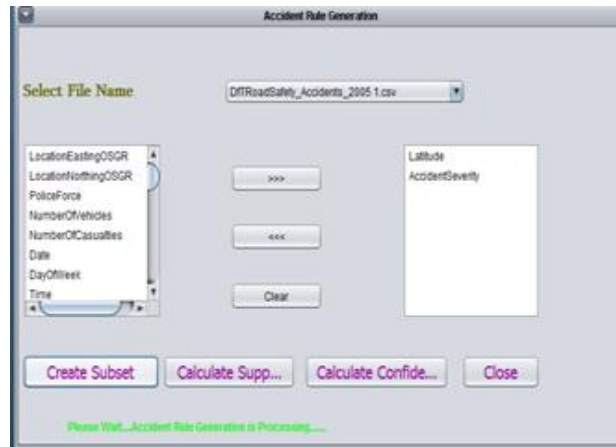 Accident Rule Generation
Select File Name
DfTRoadSafety_Accidents_2005 1.csv
LocationEastingOSGR
LocationNorthingOSGR
PoliceForce
NumberOfVehicles
NumberOfCasualties
Date
DayOfWeek
Time
>>>
<<<
Clear
Latitude
AccidentSeverity
Create Subset
Calculate Supp...
Calculate Confide...
Close
Please Wait...Accident Rule Generation is Processing......